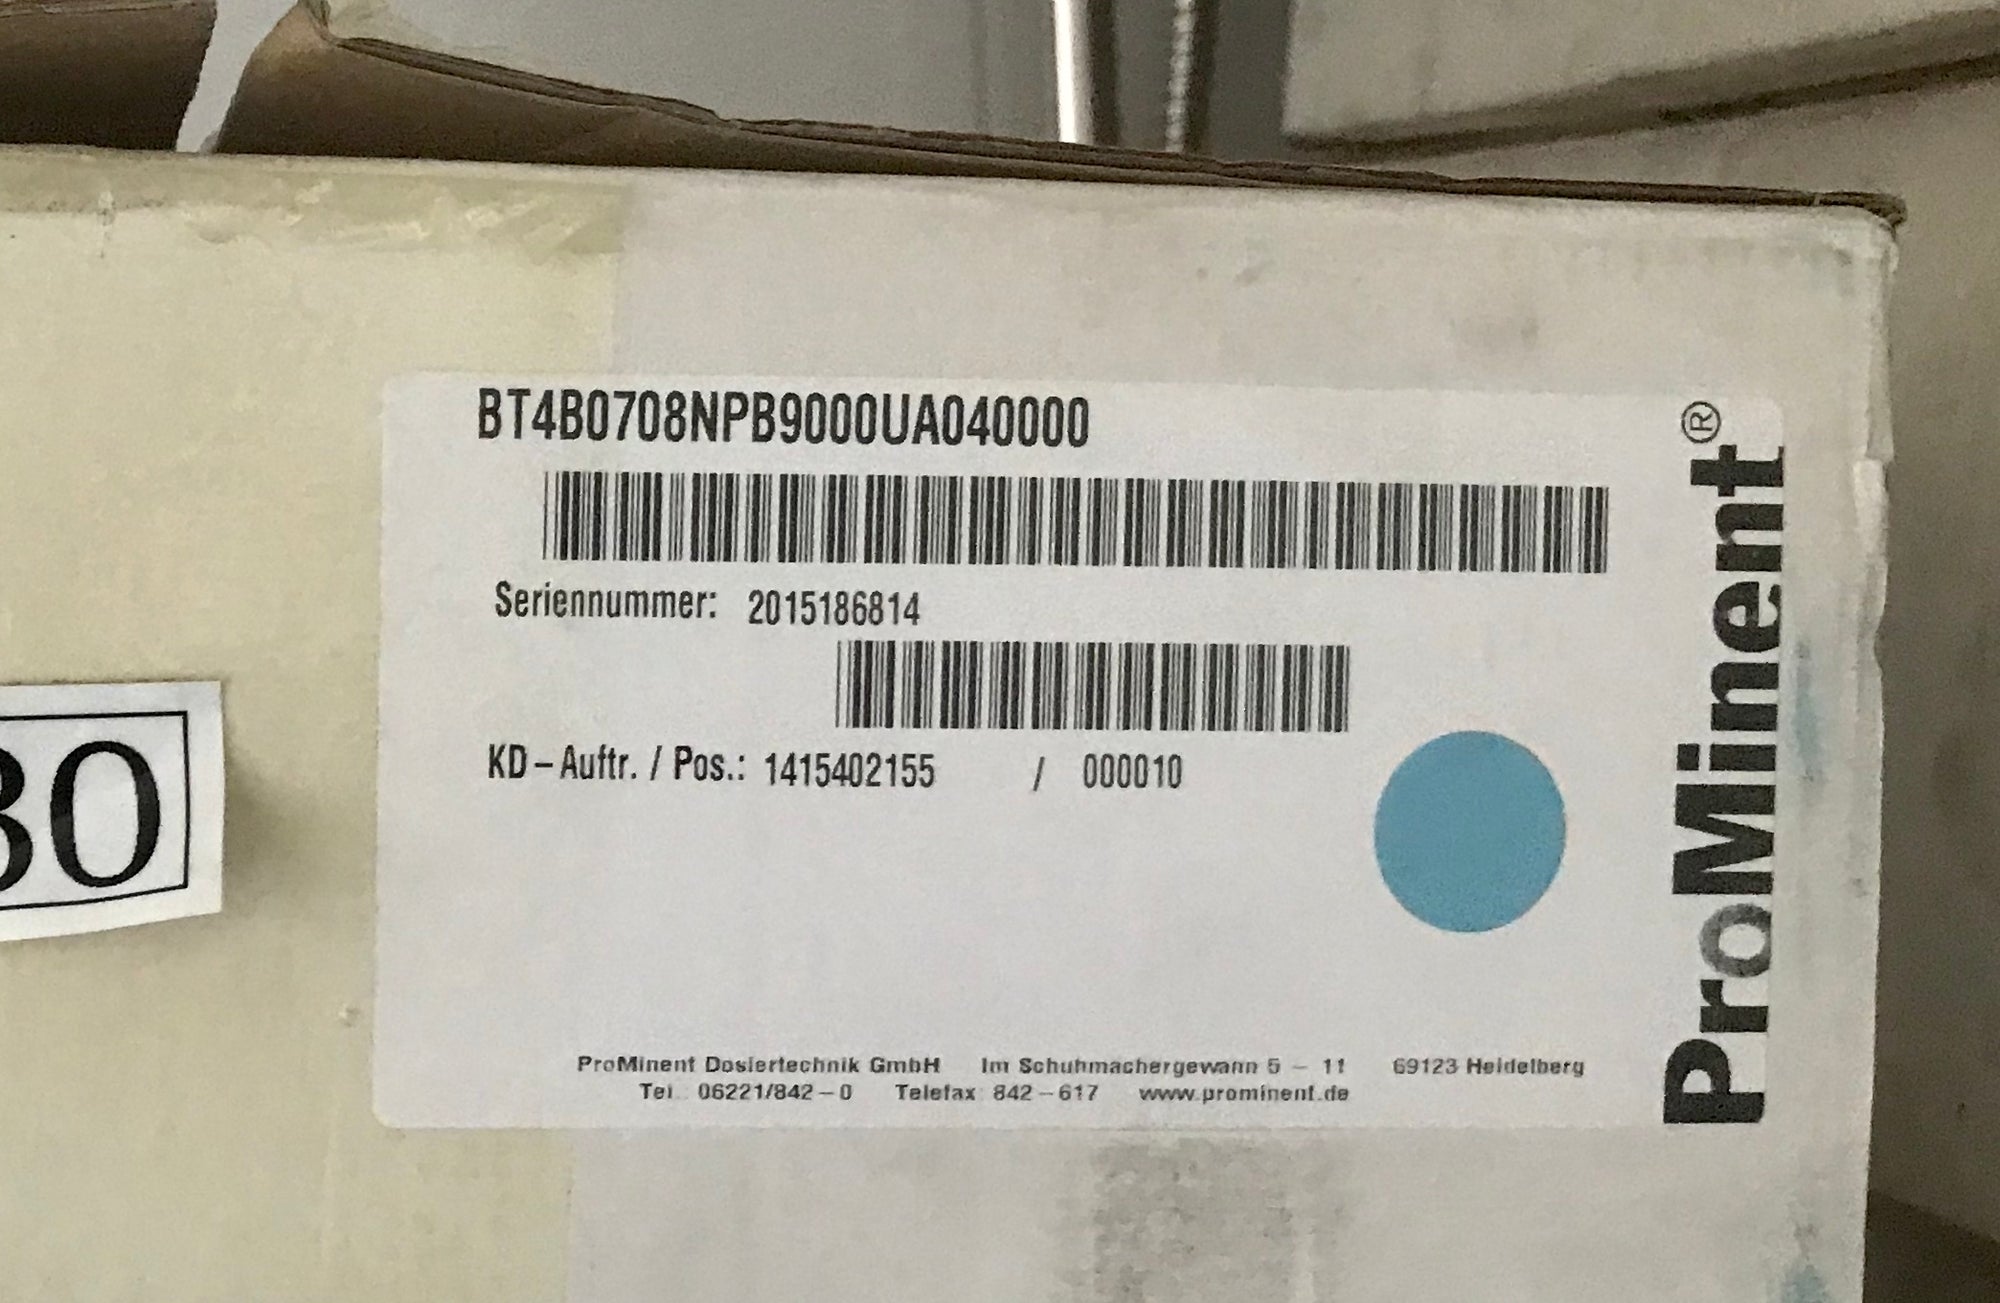 BT4B0708NPB9000UA040000
Seriennummer: 2015186814
KD-Auftr. / Pos.: 1415402155 / 000010
ProMinent Dosiertechnik GmbH Im Schuhmachergewann 5 - 11 69123 Heidelberg
Tel.: 06221/842-0 Telefax: 842-617 www.prominent.de
ProMinent®
30